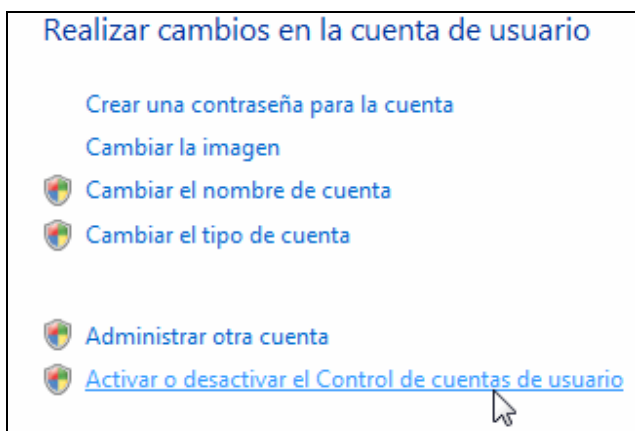 Realizar cambios en la cuenta de usuario
Crear una contraseña para la cuenta
Cambiar la imagen
Cambiar el nombre de cuenta
Cambiar el tipo de cuenta
Administrar otra cuenta
Activar o desactivar el Control de cuentas de usuario